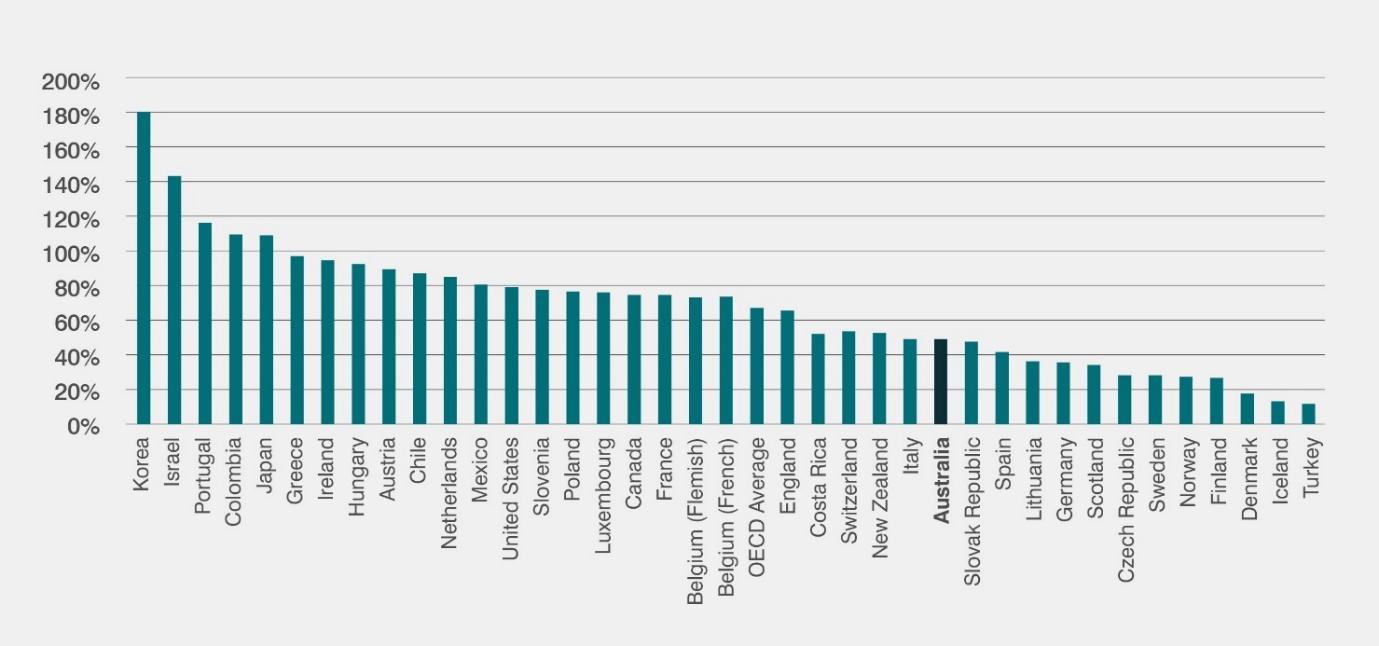 200%
180%
160%
140%
120%
100%
80%
60%
40%
20%
0%
Korea
Israel
Portugal
Colombia
Japan
Greece
Ireland
Hungary
Austria
Chile
Netherlands
Mexico
United States
Slovenia
Poland
Luxembourg
Canada
France
Belgium (Flemish)
Belgium (French)
OECD Average
England
Costa Rica
Switzerland
New Zealand
Italy
Australia
Slovak Republic
Spain
Lithuania
Germany
Scotland
Czech Republic
Sweden
Norway
Finland
Denmark
Iceland
Turkey